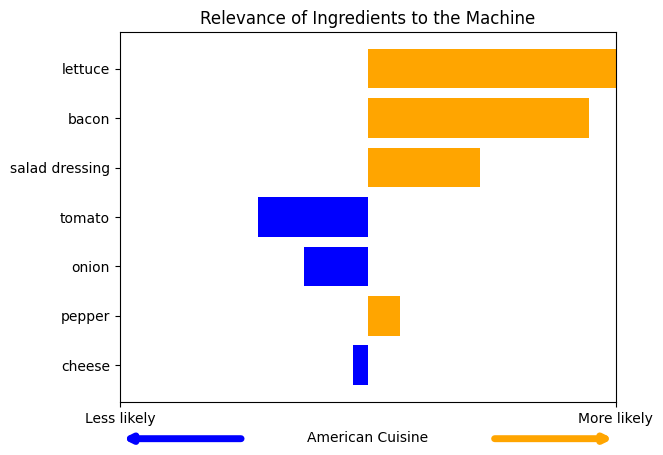 Relevance of Ingredients to the Machine
lettuce
bacon
salad dressing
tomato
onion
pepper
cheese
Less likely More likely
American Cuisine